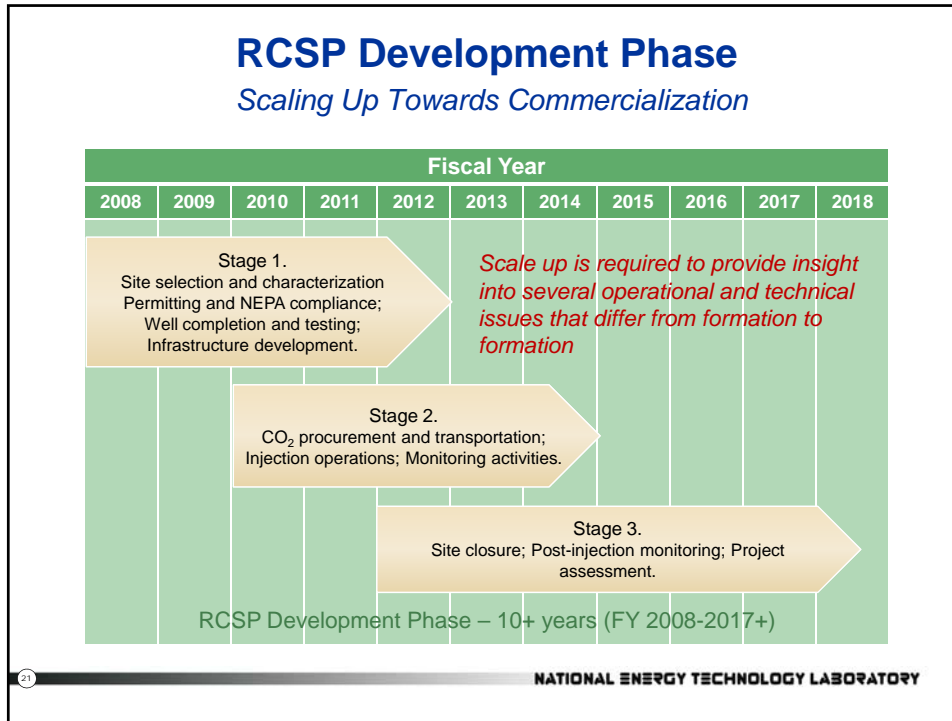 RCSP Development Phase
Scaling Up Towards Commercialization
Fiscal Year
2008 2009 2010 2011 2012 2013 2014 2015 2016 2017 2018
Stage 1.
Site selection and characterization
Permitting and NEPA compliance;
Well completion and testing;
Infrastructure development.
Scale up is required to provide insight
into several operational and technical
issues that differ from formation to
formation
Stage 2.
CO₂ procurement and transportation;
Injection operations; Monitoring activities.
Stage 3.
Site closure; Post-injection monitoring; Project
assessment.
RCSP Development Phase – 10+ years (FY 2008-2017+)
21
NATIONAL ENERGY TECHNOLOGY LABORATORY